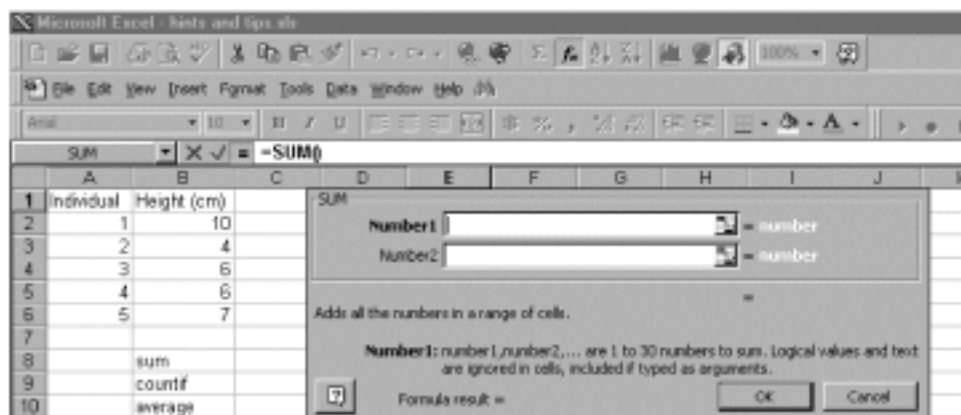 Microsoft Excel - hints and tips.xls
100%
File Edit View Insert Format Tools Data Window Help
Arial 10 B I U
SUM = =SUM()
A B C D E F G H I J
1 Individual Height (cm) SUM
2 1 10 Number1 = number
3 2 4 Number2 = number
4 3 6
5 4 6 =
6 5 7 Adds all the numbers in a range of cells.
7
8 sum Number1: number1,number2,... are 1 to 30 numbers to sum. Logical values and text
9 countif are ignored in cells, included if typed as arguments.
10 average Formula result = OK Cancel